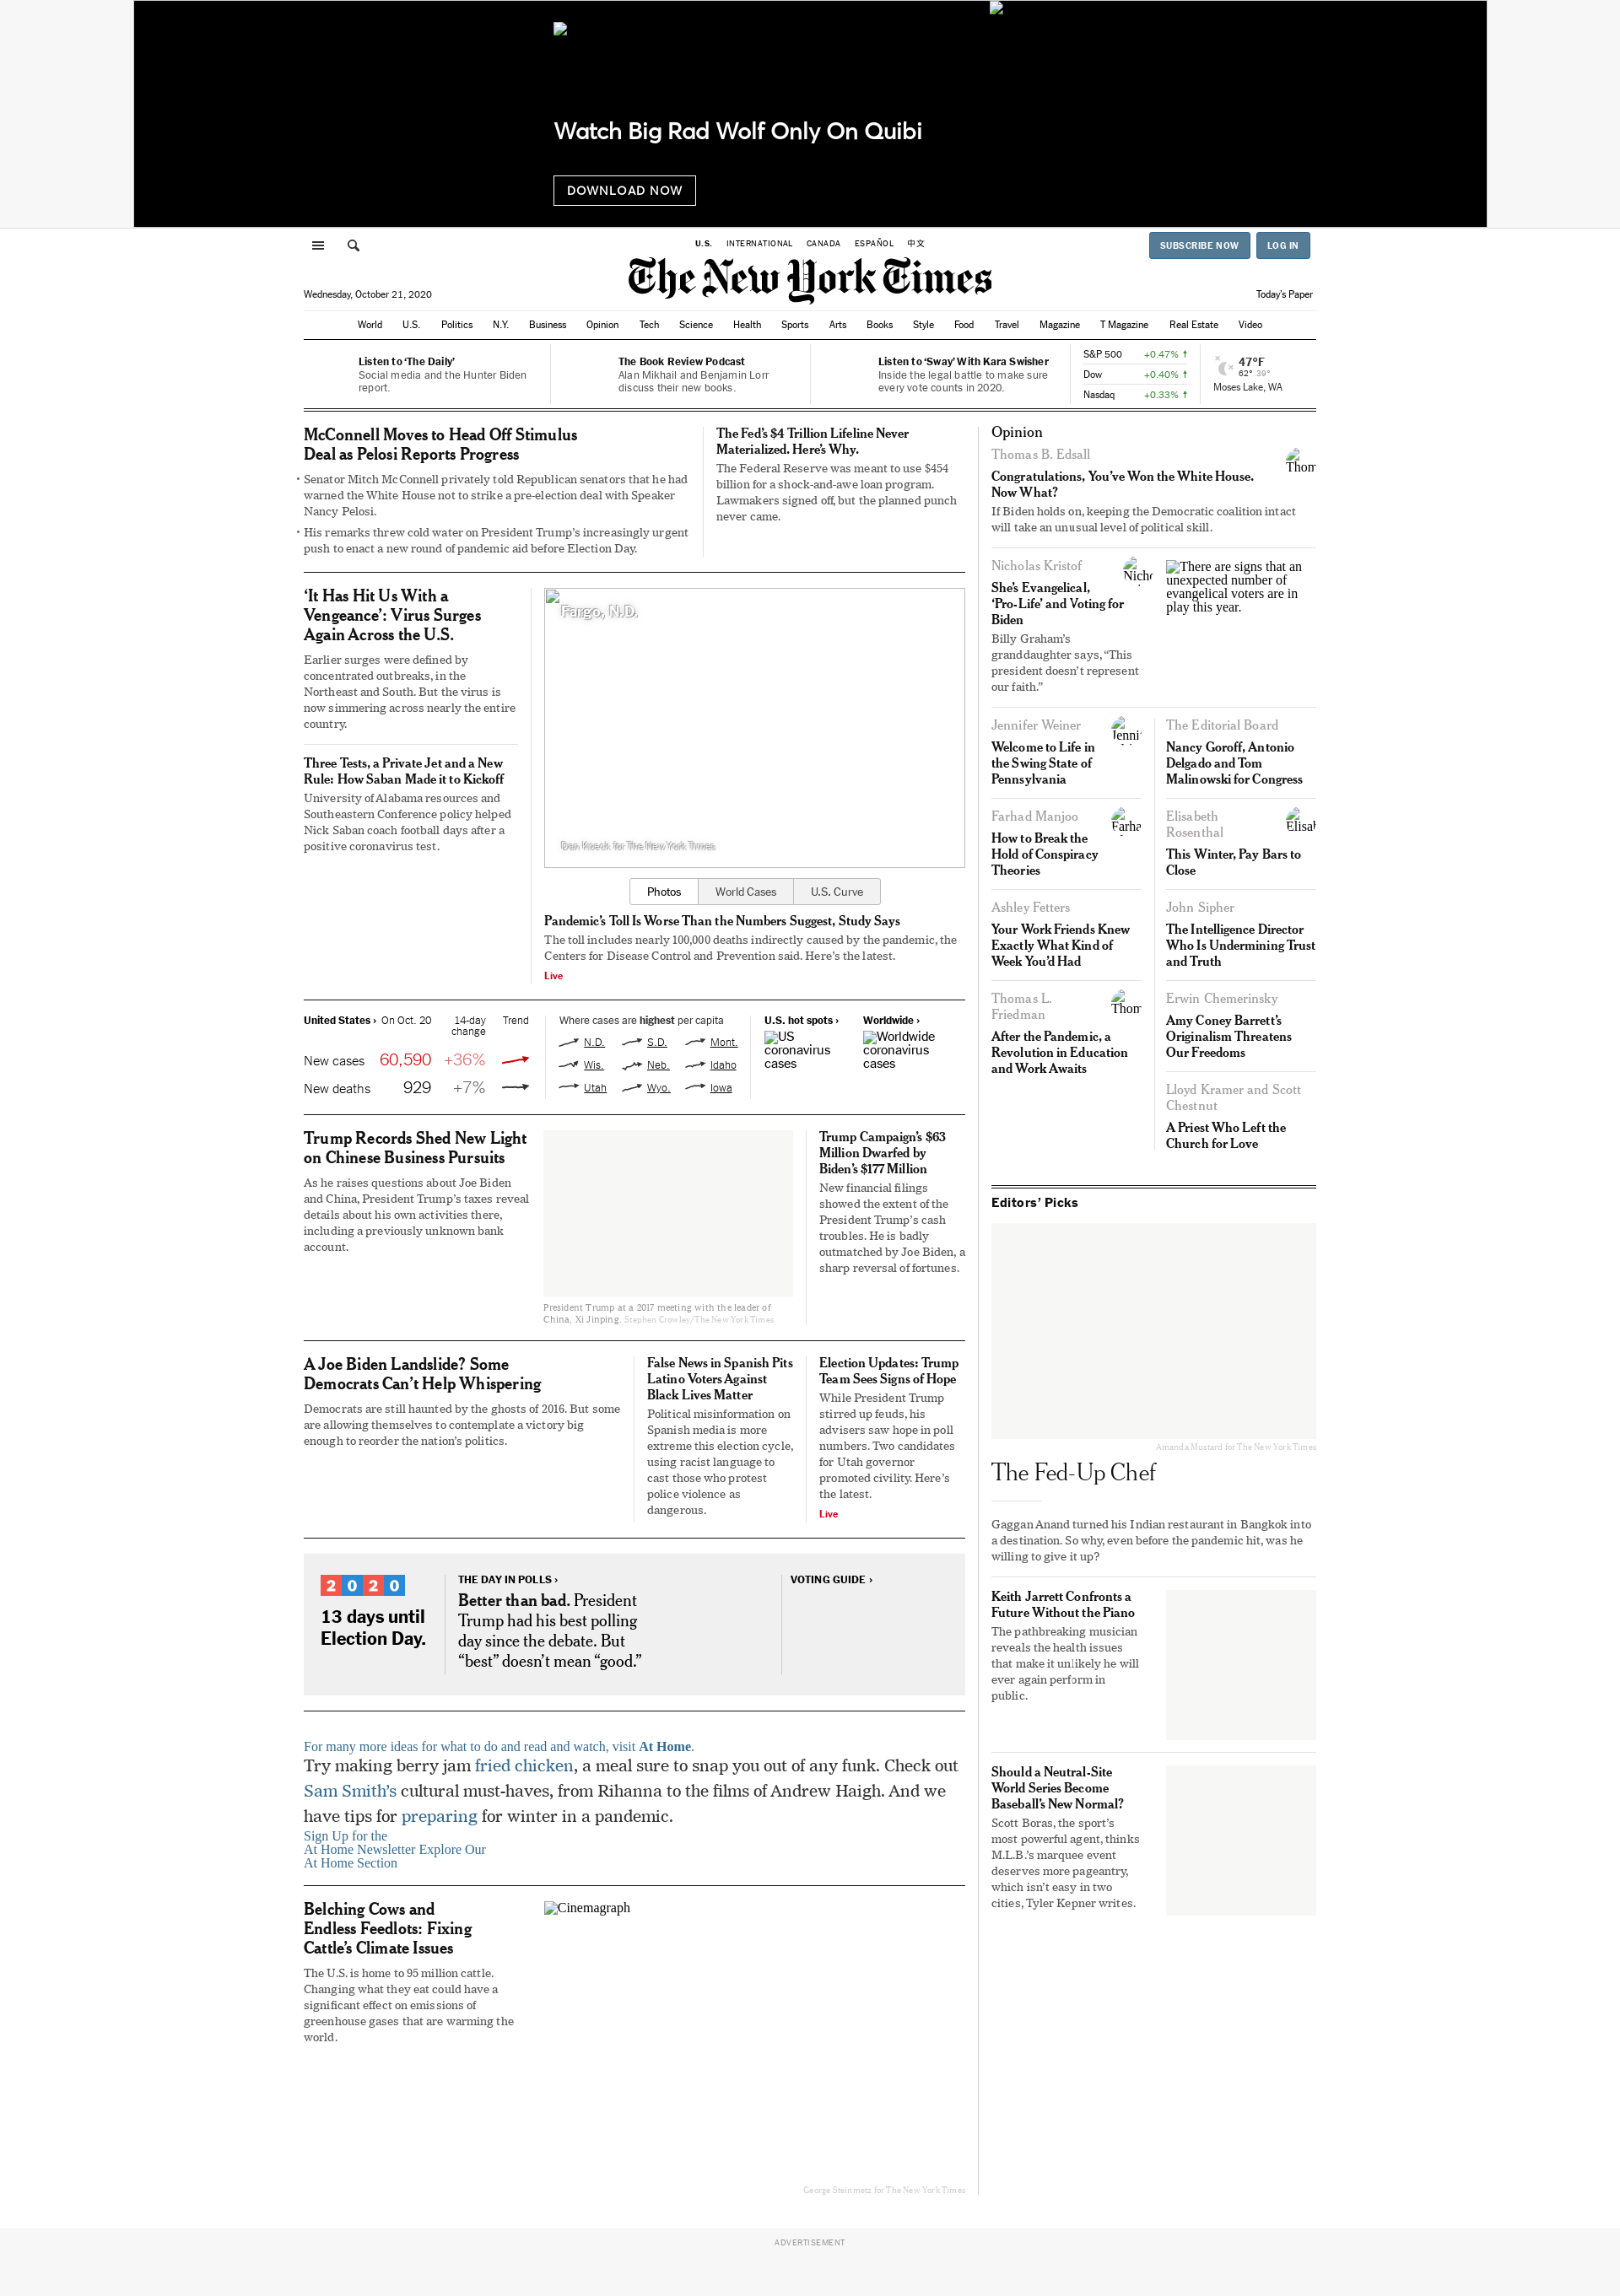 Watch Big Rad Wolf Only On Quibi
DOWNLOAD NOW
U.S. INTERNATIONAL CANADA ESPAÑOL 中文
SUBSCRIBE NOW LOG IN
The New York Times
Wednesday, October 21, 2020
Today's Paper
World U.S. Politics N.Y. Business Opinion Tech Science Health Sports Arts Books Style Food Travel Magazine T Magazine Real Estate Video
Listen to ‘The Daily’
Social media and the Hunter Biden
report.
The Book Review Podcast
Alan Mikhail and Benjamin Lorr
discuss their new books.
Listen to ‘Sway’ With Kara Swisher
Inside the legal battle to make sure
every vote counts in 2020.
S&P 500 +0.47% ↑
Dow +0.40% ↑
Nasdaq +0.33% ↑
47°F
62° 39°
Moses Lake, WA
McConnell Moves to Head Off Stimulus
Deal as Pelosi Reports Progress
• Senator Mitch McConnell privately told Republican senators that he had
warned the White House not to strike a pre-election deal with Speaker
Nancy Pelosi.
• His remarks threw cold water on President Trump’s increasingly urgent
push to enact a new round of pandemic aid before Election Day.
The Fed’s $4 Trillion Lifeline Never
Materialized. Here’s Why.
The Federal Reserve was meant to use $454
billion for a shock-and-awe loan program.
Lawmakers signed off, but the planned punch
never came.
‘It Has Hit Us With a
Vengeance’: Virus Surges
Again Across the U.S.
Earlier surges were defined by
concentrated outbreaks, in the
Northeast and South. But the virus is
now simmering across nearly the entire
country.
Three Tests, a Private Jet and a New
Rule: How Saban Made it to Kickoff
University of Alabama resources and
Southeastern Conference policy helped
Nick Saban coach football days after a
positive coronavirus test.
Fargo, N.D.
Dan Koeck for The New York Times
Photos World Cases U.S. Curve
Pandemic’s Toll Is Worse Than the Numbers Suggest, Study Says
The toll includes nearly 100,000 deaths indirectly caused by the pandemic, the
Centers for Disease Control and Prevention said. Here’s the latest.
Live
United States › On Oct. 20 14-day
change Trend
New cases 60,590 +36%
New deaths 929 +7%
Where cases are highest per capita
N.D. S.D. Mont.
Wis. Neb. Idaho
Utah Wyo. Iowa
U.S. hot spots ›
US
coronavirus
cases
Worldwide ›
Worldwide
coronavirus
cases
Trump Records Shed New Light
on Chinese Business Pursuits
As he raises questions about Joe Biden
and China, President Trump’s taxes reveal
details about his own activities there,
including a previously unknown bank
account.
President Trump at a 2017 meeting with the leader of
China, Xi Jinping. Stephen Crowley/The New York Times
Trump Campaign’s $63
Million Dwarfed by
Biden’s $177 Million
New financial filings
showed the extent of the
President Trump’s cash
troubles. He is badly
outmatched by Joe Biden, a
sharp reversal of fortunes.
A Joe Biden Landslide? Some
Democrats Can’t Help Whispering
Democrats are still haunted by the ghosts of 2016. But some
are allowing themselves to contemplate a victory big
enough to reorder the nation’s politics.
False News in Spanish Pits
Latino Voters Against
Black Lives Matter
Political misinformation on
Spanish media is more
extreme this election cycle,
using racist language to
cast those who protest
police violence as
dangerous.
Election Updates: Trump
Team Sees Signs of Hope
While President Trump
stirred up feuds, his
advisers saw hope in poll
numbers. Two candidates
for Utah governor
promoted civility. Here’s
the latest.
Live
2020
13 days until
Election Day.
THE DAY IN POLLS ›
Better than bad. President
Trump had his best polling
day since the debate. But
“best” doesn’t mean “good.”
VOTING GUIDE ›
For many more ideas for what to do and read and watch, visit At Home.
Try making berry jam fried chicken, a meal sure to snap you out of any funk. Check out
Sam Smith’s cultural must-haves, from Rihanna to the films of Andrew Haigh. And we
have tips for preparing for winter in a pandemic.
Sign Up for the
At Home Newsletter Explore Our
At Home Section
Belching Cows and
Endless Feedlots: Fixing
Cattle’s Climate Issues
The U.S. is home to 95 million cattle.
Changing what they eat could have a
significant effect on emissions of
greenhouse gases that are warming the
world.
Cinemagraph
George Steinmetz for The New York Times
Opinion
Thomas B. Edsall
Thom
Congratulations, You’ve Won the White House.
Now What?
If Biden holds on, keeping the Democratic coalition intact
will take an unusual level of political skill.
Nicholas Kristof
Nicho
She’s Evangelical,
‘Pro-Life’ and Voting for
Biden
Billy Graham’s
granddaughter says, “This
president doesn’t represent
our faith.”
There are signs that an
unexpected number of
evangelical voters are in
play this year.
Jennifer Weiner
Jenni
Welcome to Life in
the Swing State of
Pennsylvania
Farhad Manjoo
Farha
How to Break the
Hold of Conspiracy
Theories
Ashley Fetters
Your Work Friends Knew
Exactly What Kind of
Week You’d Had
Thomas L.
Friedman
Thom
After the Pandemic, a
Revolution in Education
and Work Awaits
The Editorial Board
Nancy Goroff, Antonio
Delgado and Tom
Malinowski for Congress
Elisabeth
Rosenthal
Elisab
This Winter, Pay Bars to
Close
John Sipher
The Intelligence Director
Who Is Undermining Trust
and Truth
Erwin Chemerinsky
Amy Coney Barrett’s
Originalism Threatens
Our Freedoms
Lloyd Kramer and Scott
Chestnut
A Priest Who Left the
Church for Love
Editors’ Picks
Amanda Mustard for The New York Times
The Fed-Up Chef
Gaggan Anand turned his Indian restaurant in Bangkok into
a destination. So why, even before the pandemic hit, was he
willing to give it up?
Keith Jarrett Confronts a
Future Without the Piano
The pathbreaking musician
reveals the health issues
that make it unlikely he will
ever again perform in
public.
Should a Neutral-Site
World Series Become
Baseball’s New Normal?
Scott Boras, the sport’s
most powerful agent, thinks
M.L.B.’s marquee event
deserves more pageantry,
which isn’t easy in two
cities, Tyler Kepner writes.
ADVERTISEMENT